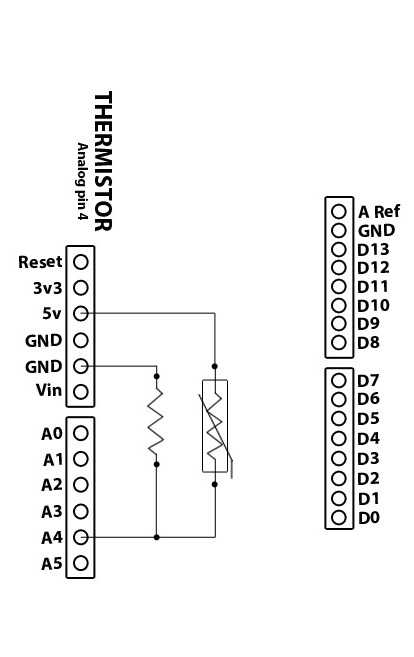 THERMISTOR
Analog pin 4
Reset
3v3
5v
GND
GND
Vin
A0
A1
A2
A3
A4
A5
A Ref
GND
D13
D12
D11
D10
D9
D8
D7
D6
D5
D4
D3
D2
D1
D0